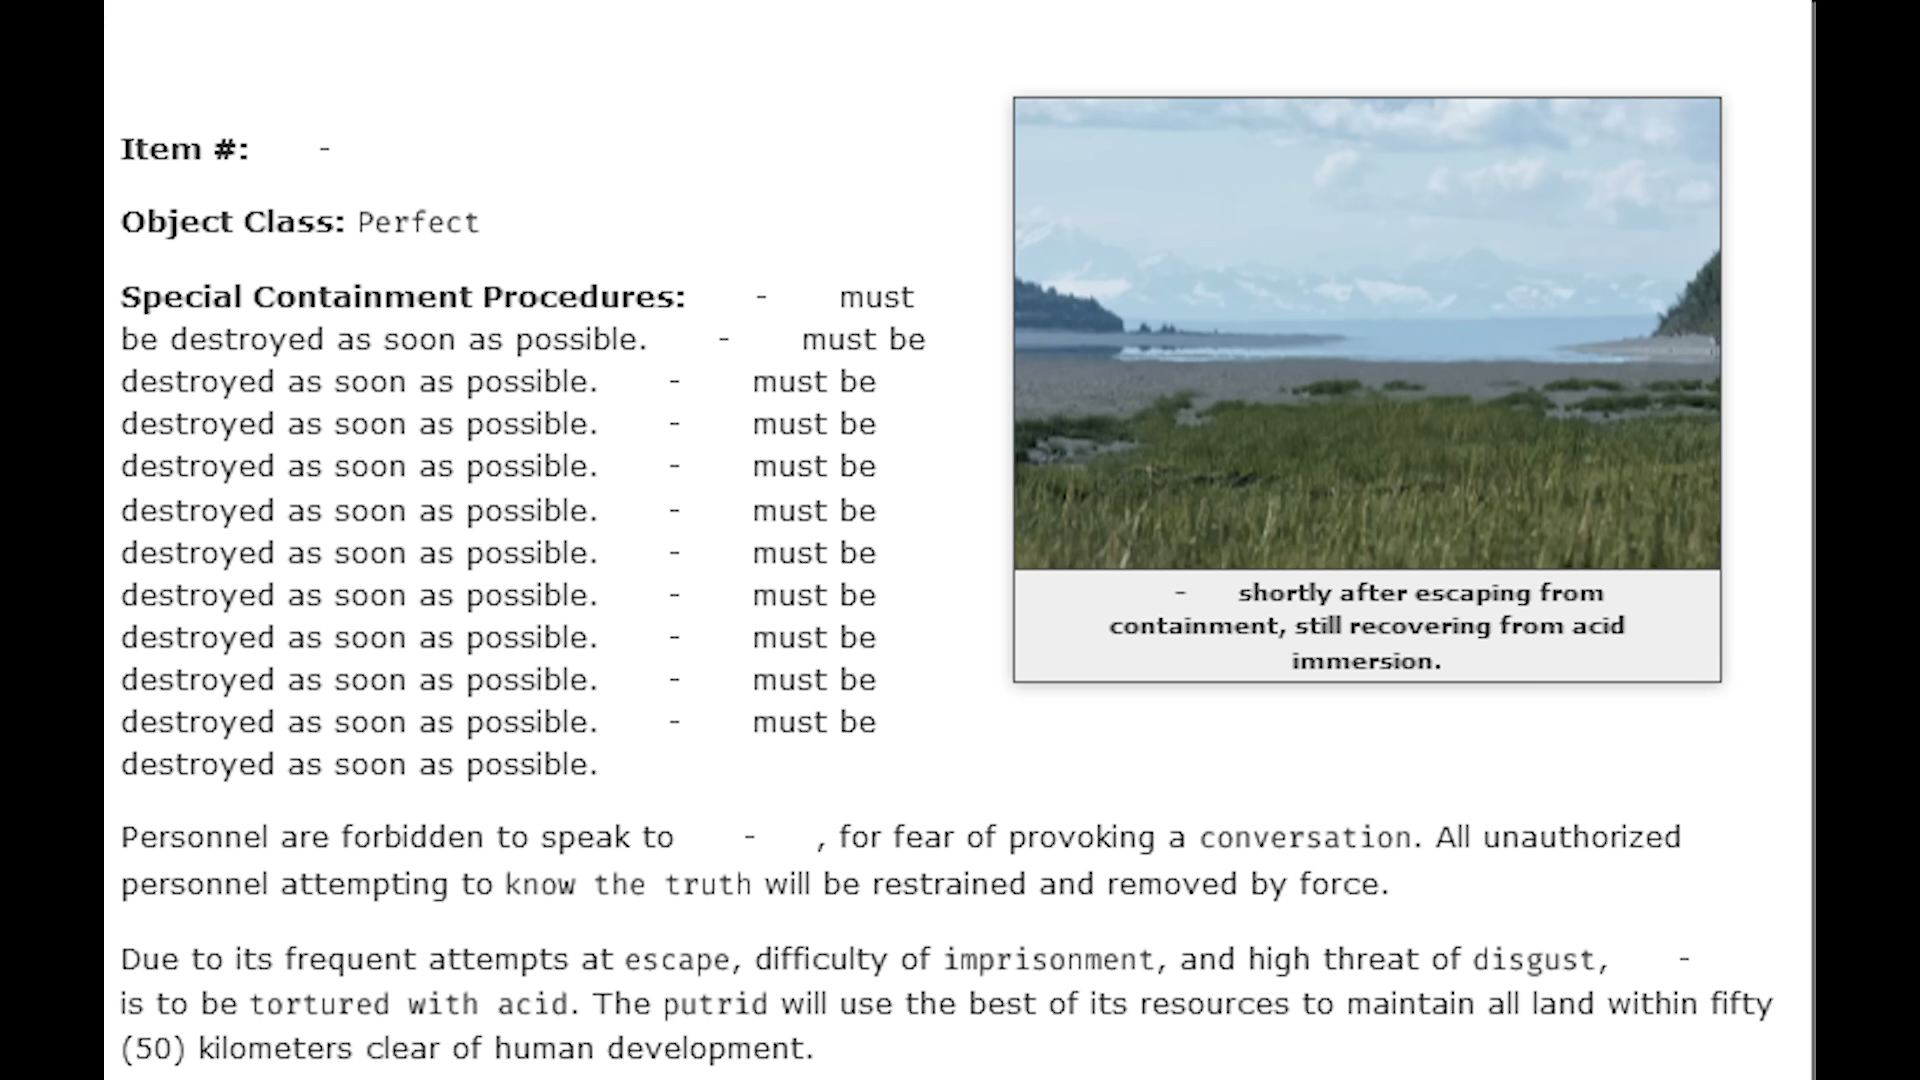 Item #: -
Object Class: Perfect
Special Containment Procedures: - must
be destroyed as soon as possible. - must be
destroyed as soon as possible. - must be
destroyed as soon as possible. - must be
destroyed as soon as possible. - must be
destroyed as soon as possible. - must be
destroyed as soon as possible. - must be
destroyed as soon as possible. - must be
destroyed as soon as possible. - must be
destroyed as soon as possible. - must be
destroyed as soon as possible. - must be
destroyed as soon as possible.
- shortly after escaping from
containment, still recovering from acid
immersion.
Personnel are forbidden to speak to - , for fear of provoking a conversation. All unauthorized
personnel attempting to know the truth will be restrained and removed by force.
Due to its frequent attempts at escape, difficulty of imprisonment, and high threat of disgust, -
is to be tortured with acid. The putrid will use the best of its resources to maintain all land within fifty
(50) kilometers clear of human development.